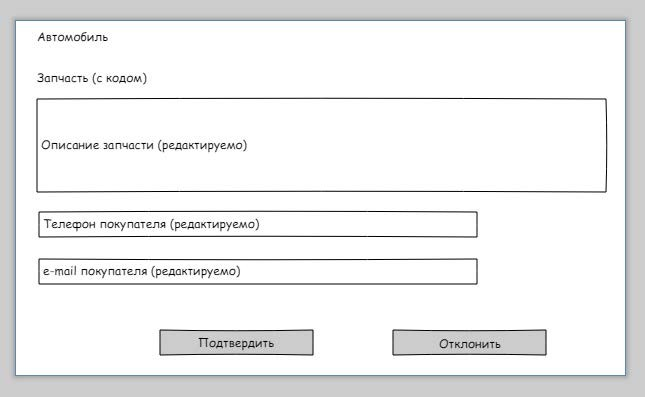 Автомобиль
Запчасть (с кодом)
Описание запчасти (редактируемо)
Телефон покупателя (редактируемо)
e-mail покупателя (редактируемо)
Подтвердить
Отклонить